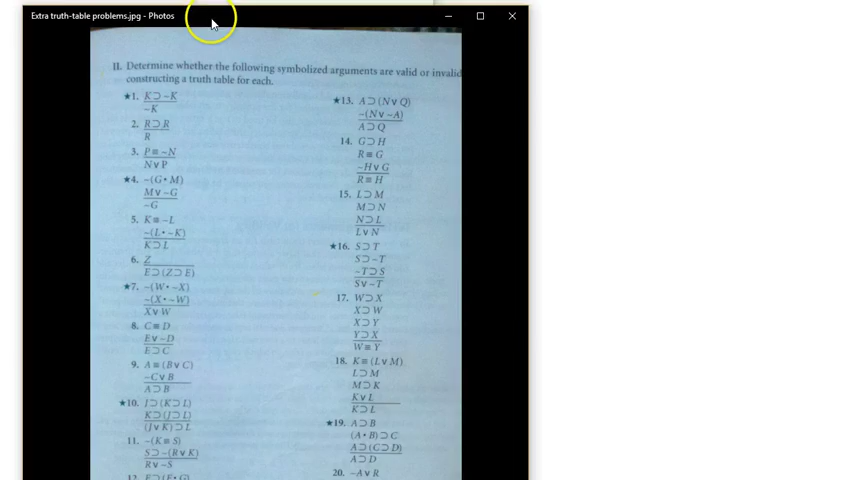 Extra truth-table problems.jpg - Photos
II. Determine whether the following symbolized arguments are valid or invalid
constructing a truth table for each.
★1. K ⊃ ~K
~K
2. R ⊃ R
R
3. P ≡ ~N
N v P
★4. ~(G • M)
M v ~G
~G
5. K ≡ ~L
~(L • ~K)
K ⊃ L
6. Z
E ⊃ (Z ⊃ E)
★7. ~(W • ~X)
~(X • ~W)
X v W
8. C ≡ D
E v ~D
E ⊃ C
9. A ≡ (B v C)
~C v B
A ⊃ B
★10. J ⊃ (K ⊃ L)
K ⊃ (J ⊃ L)
(J v K) ⊃ L
11. ~(K ≡ S)
S ⊃ ~(R v K)
R v ~S
12. E ⊃ (F • G)
★13. A ⊃ (N v Q)
~(N v ~A)
A ⊃ Q
14. G ⊃ H
R ≡ G
~H v G
R ≡ H
15. L ⊃ M
M ⊃ N
N ⊃ L
L v N
★16. S ⊃ T
S ⊃ ~T
~T ⊃ S
S v ~T
17. W ⊃ X
X ⊃ W
X ⊃ Y
Y ⊃ X
W ≡ Y
18. K ≡ (L v M)
L ⊃ M
M ⊃ K
K v L
K ⊃ L
★19. A ⊃ B
(A • B) ⊃ C
A ⊃ (C ⊃ D)
A ⊃ D
20. ~A v R